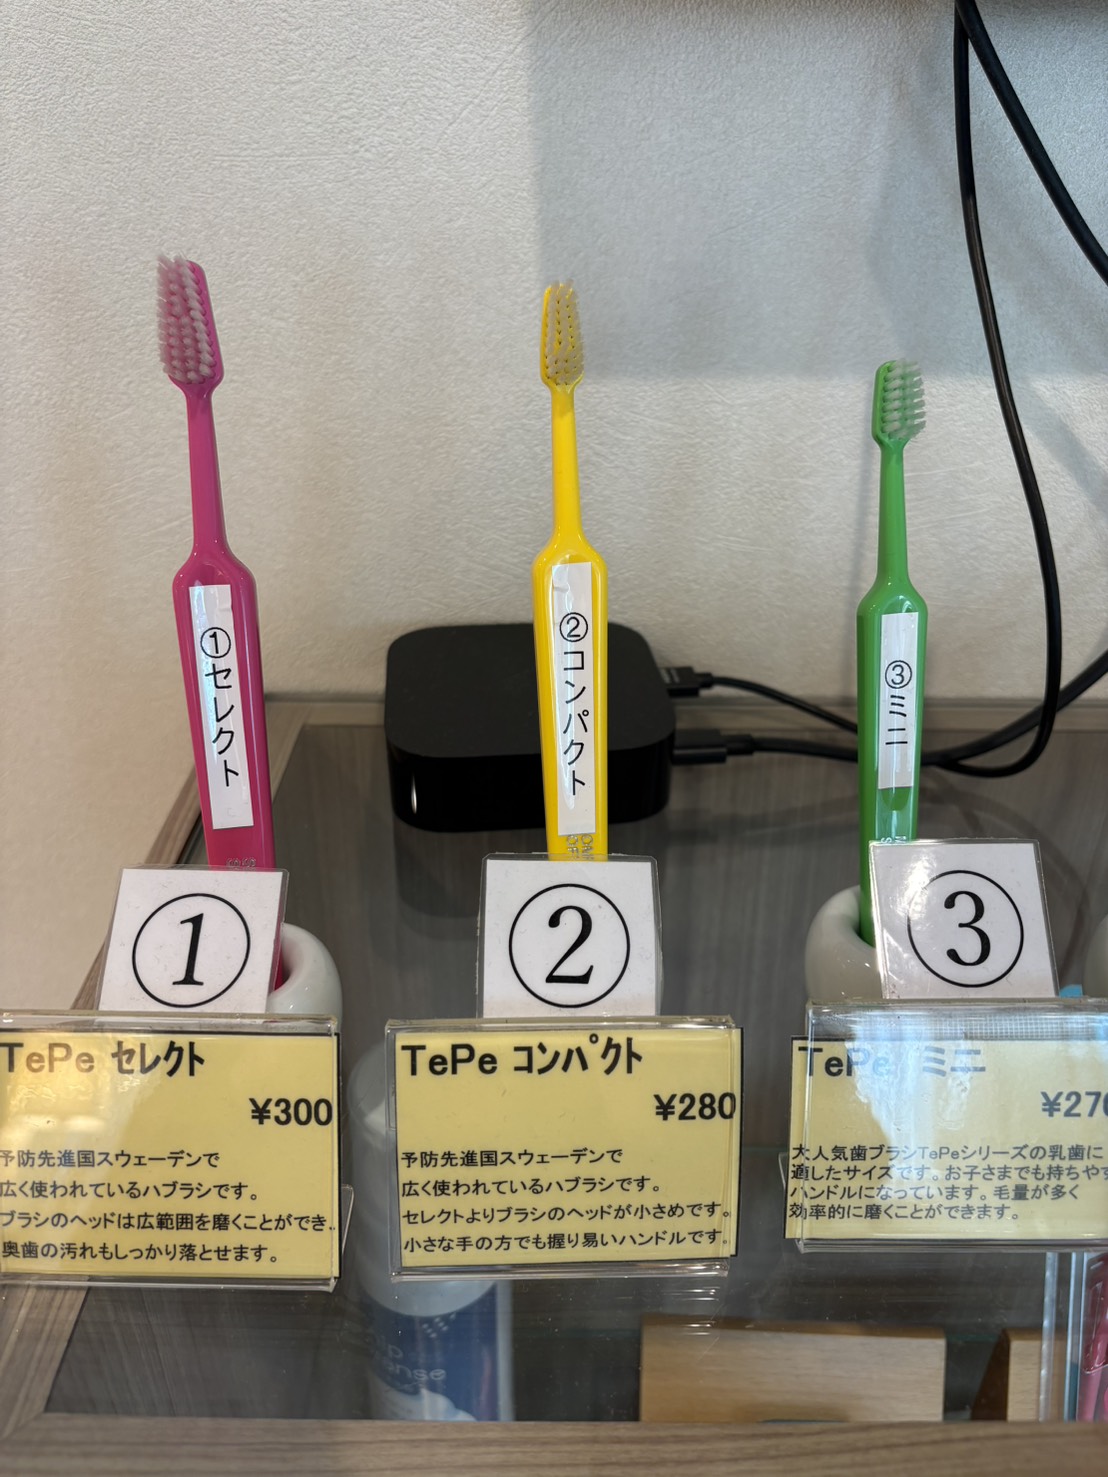 ①セレクト
②コンパクト
③ミニ
1
2
3
TePe セレクト
¥300
予防先進国スウェーデンで
広く使われているハブラシです。
ブラシのヘッドは広範囲を磨くことができ、
奥歯の汚れもしっかり落とせます。
TePe コンパクト
¥280
予防先進国スウェーデンで
広く使われているハブラシです。
セレクトよりブラシのヘッドが小さめです。
小さな手の方でも握り易いハンドルです。
TePe ミニ
¥270
大人気歯ブラシTePeシリーズの乳歯に
適したサイズです。お子さまでも持ちやす
ハンドルになっています。毛量が多く
効率的に磨くことができます。